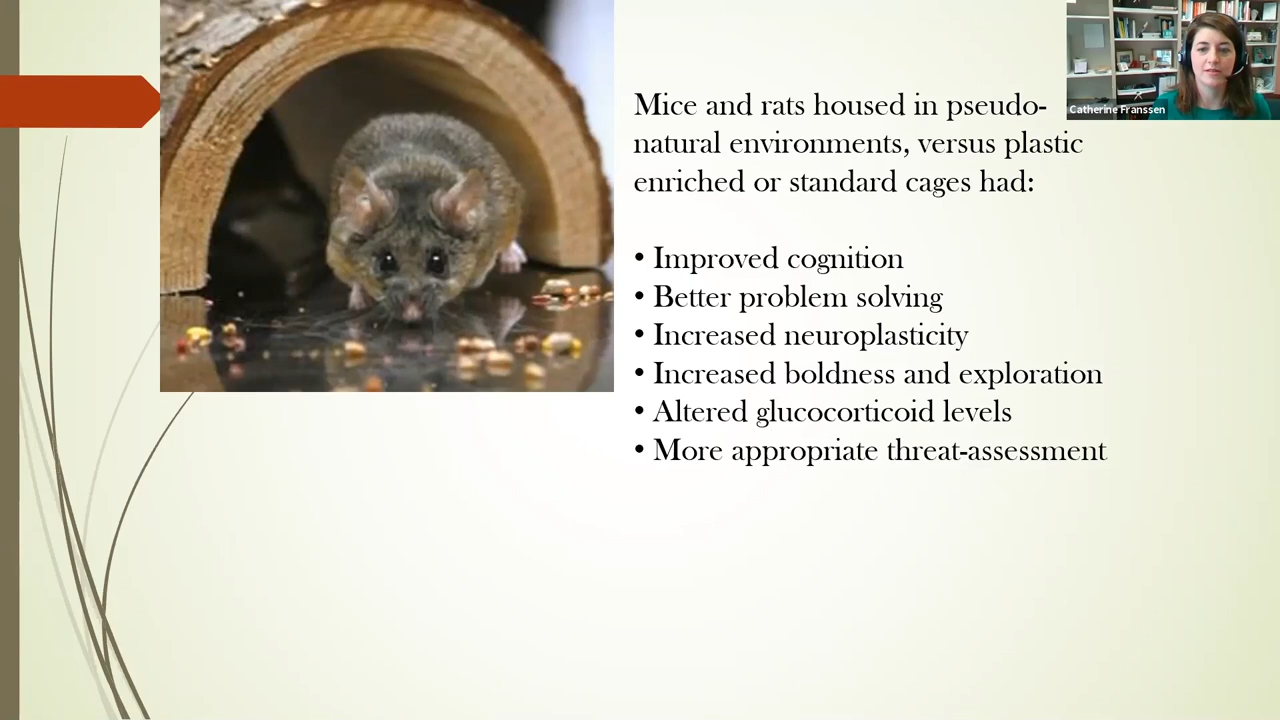 Mice and rats housed in pseudo-
natural environments, versus plastic
enriched or standard cages had:
• Improved cognition
• Better problem solving
• Increased neuroplasticity
• Increased boldness and exploration
• Altered glucocorticoid levels
• More appropriate threat-assessment
Catherine Franssen